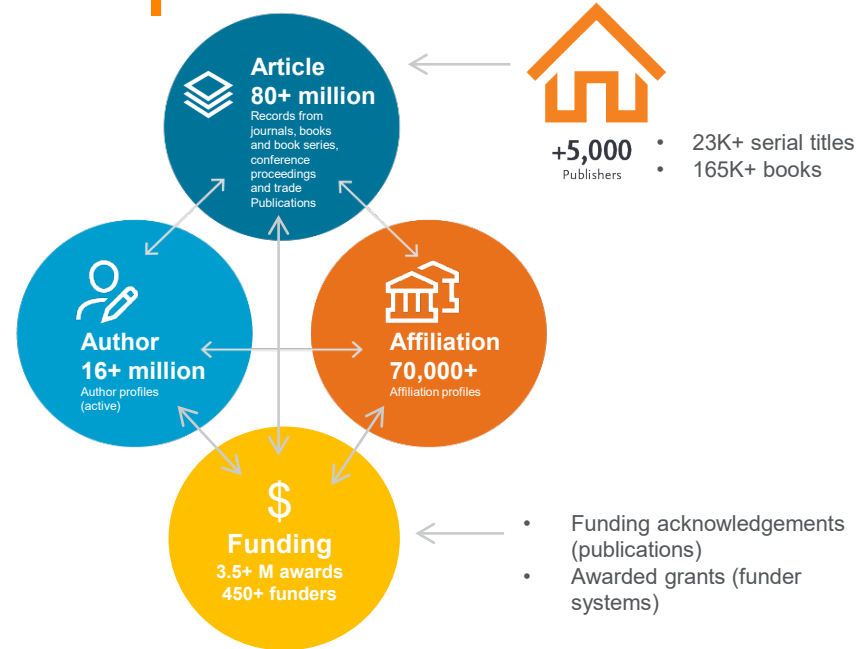 Article
80+ million
Records from
journals, books
and book series,
conference
proceedings
and trade
Publications
+5,000
Publishers
• 23K+ serial titles
• 165K+ books
Author
16+ million
Author profiles
(active)
Affiliation
70,000+
Affiliation profiles
$
Funding
3.5+ M awards
450+ funders
• Funding acknowledgements
(publications)
• Awarded grants (funder
systems)